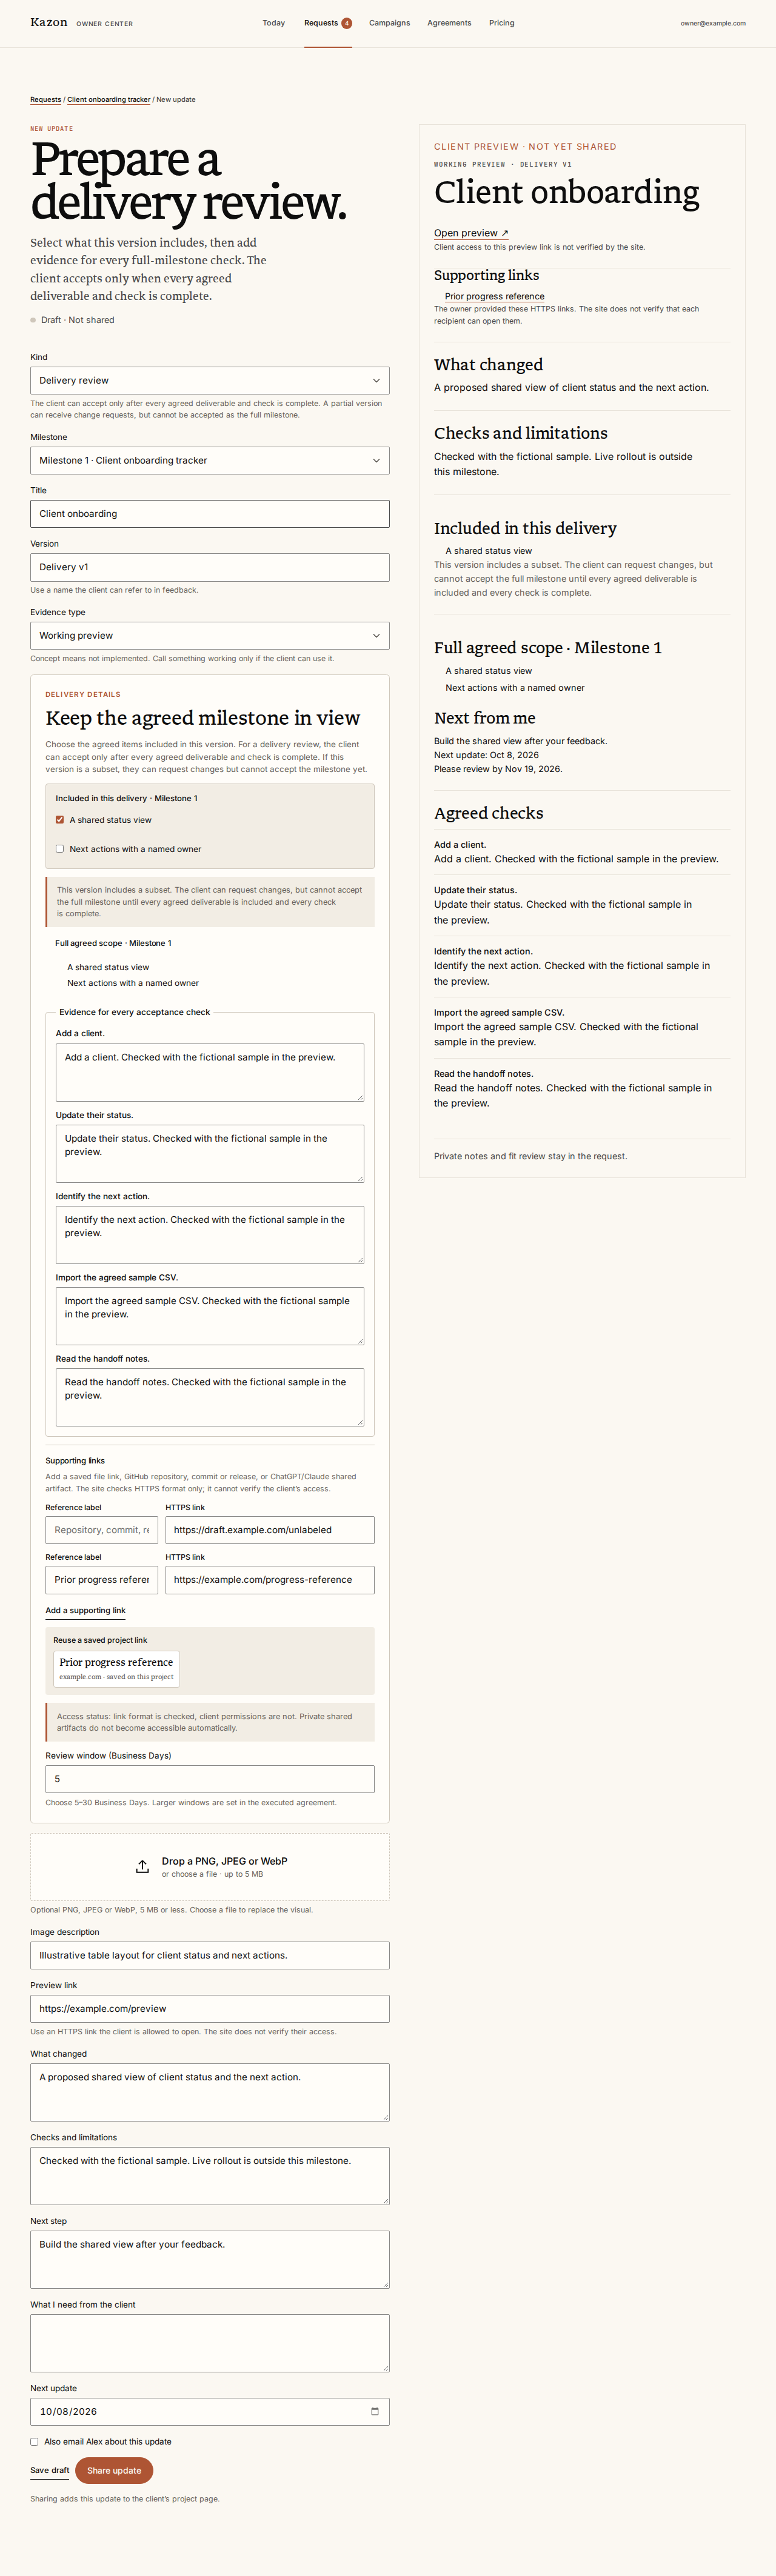 Kazon OWNER CENTER
Today
Requests 4
Campaigns
Agreements
Pricing
owner@example.com
Requests / Client onboarding tracker / New update
NEW UPDATE
Prepare a
delivery review.
Select what this version includes, then add
evidence for every full-milestone check. The
client accepts only when every agreed
deliverable and check is complete.
Draft · Not shared
Kind
Delivery review
The client can accept only after every agreed deliverable and check is complete. A partial version
can receive change requests, but cannot be accepted as the full milestone.
Milestone
Milestone 1 · Client onboarding tracker
Title
Client onboarding
Version
Delivery v1
Use a name the client can refer to in feedback.
Evidence type
Working preview
Concept means not implemented. Call something working only if the client can use it.
DELIVERY DETAILS
Keep the agreed milestone in view
Choose the agreed items included in this version. For a delivery review, the client
can accept only after every agreed deliverable and check is complete. If this
version is a subset, they can request changes but cannot accept the milestone yet.
Included in this delivery · Milestone 1
A shared status view
Next actions with a named owner
This version includes a subset. The client can request changes, but cannot accept
the full milestone until every agreed deliverable is included and every check
is complete.
Full agreed scope · Milestone 1
A shared status view
Next actions with a named owner
Evidence for every acceptance check
Add a client.
Add a client. Checked with the fictional sample in the preview.
Update their status.
Update their status. Checked with the fictional sample in the
preview.
Identify the next action.
Identify the next action. Checked with the fictional sample in the
preview.
Import the agreed sample CSV.
Import the agreed sample CSV. Checked with the fictional sample
in the preview.
Read the handoff notes.
Read the handoff notes. Checked with the fictional sample in the
preview.
Supporting links
Add a saved file link, GitHub repository, commit or release, or ChatGPT/Claude shared
artifact. The site checks HTTPS format only; it cannot verify the client's access.
Reference label
HTTPS link
Repository, commit, re
https://draft.example.com/unlabeled
Reference label
HTTPS link
Prior progress referen
https://example.com/progress-reference
Add a supporting link
Reuse a saved project link
Prior progress reference
example.com · saved on this project
Access status: link format is checked, client permissions are not. Private shared
artifacts do not become accessible automatically.
Review window (Business Days)
5
Choose 5–30 Business Days. Larger windows are set in the executed agreement.
Drop a PNG, JPEG or WebP
or choose a file · up to 5 MB
Optional PNG, JPEG or WebP, 5 MB or less. Choose a file to replace the visual.
Image description
Illustrative table layout for client status and next actions.
Preview link
https://example.com/preview
Use an HTTPS link the client is allowed to open. The site does not verify their access.
What changed
A proposed shared view of client status and the next action.
Checks and limitations
Checked with the fictional sample. Live rollout is outside this milestone.
Next step
Build the shared view after your feedback.
What I need from the client
Next update
10/08/2026
Also email Alex about this update
Save draft
Share update
Sharing adds this update to the client's project page.
CLIENT PREVIEW · NOT YET SHARED
WORKING PREVIEW · DELIVERY V1
Client onboarding
Open preview ↗
Client access to this preview link is not verified by the site.
Supporting links
Prior progress reference
The owner provided these HTTPS links. The site does not verify that each
recipient can open them.
What changed
A proposed shared view of client status and the next action.
Checks and limitations
Checked with the fictional sample. Live rollout is outside
this milestone.
Included in this delivery
A shared status view
This version includes a subset. The client can request changes, but
cannot accept the full milestone until every agreed deliverable is
included and every check is complete.
Full agreed scope · Milestone 1
A shared status view
Next actions with a named owner
Next from me
Build the shared view after your feedback.
Next update: Oct 8, 2026
Please review by Nov 19, 2026.
Agreed checks
Add a client.
Add a client. Checked with the fictional sample in the preview.
Update their status.
Update their status. Checked with the fictional sample in
the preview.
Identify the next action.
Identify the next action. Checked with the fictional sample in
the preview.
Import the agreed sample CSV.
Import the agreed sample CSV. Checked with the fictional
sample in the preview.
Read the handoff notes.
Read the handoff notes. Checked with the fictional sample in
the preview.
Private notes and fit review stay in the request.